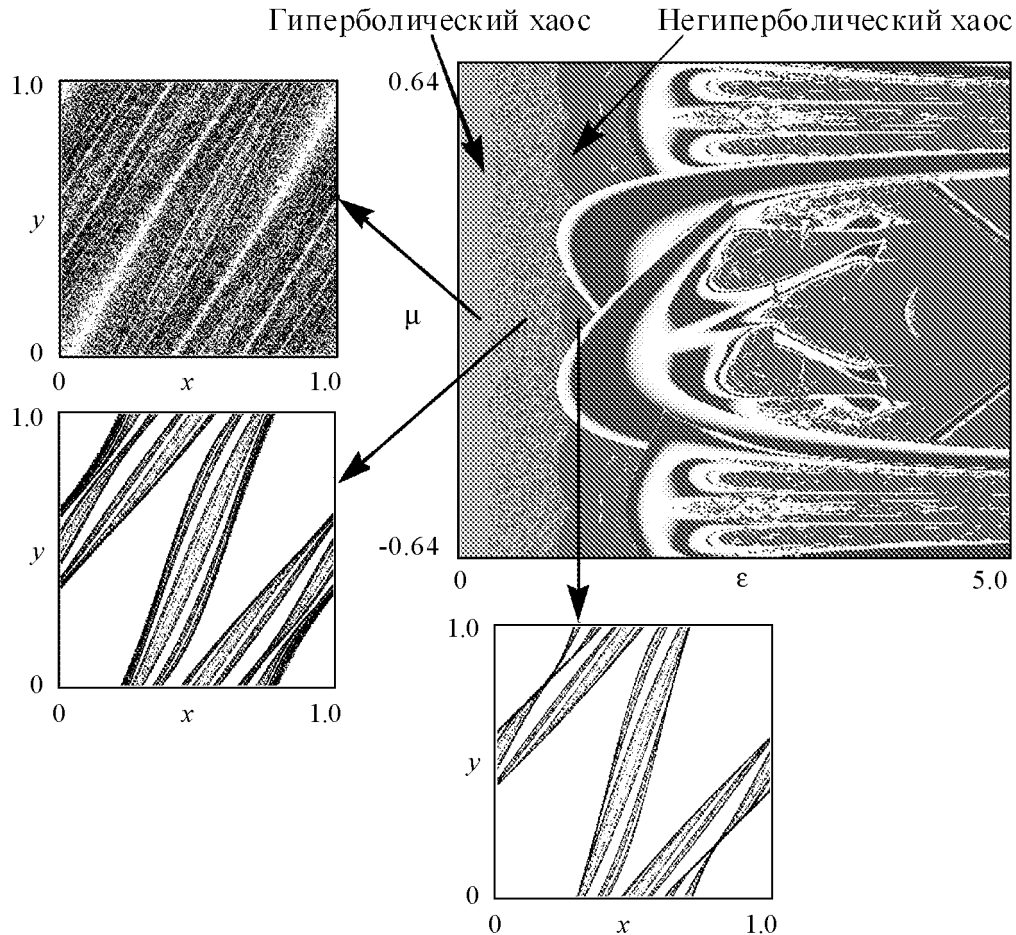 Гиперболический хаос
Негиперболический хаос
1.0
y
0
0
x
1.0
0.64
μ
-0.64
0
ε
5.0
1.0
y
0
0
x
1.0
1.0
y
0
0
x
1.0